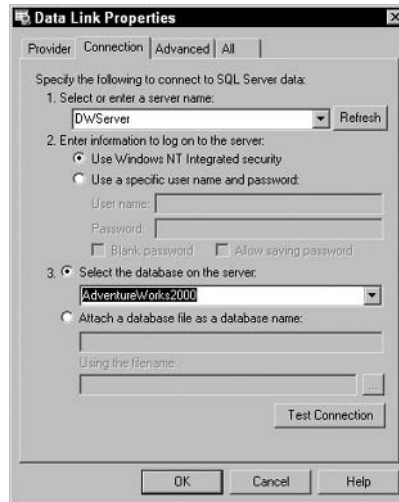 Data Link Properties
Provider Connection Advanced All
Specify the following to connect to SQL Server data:
1. Select or enter a server name:
DWServer Refresh
2. Enter information to log on to the server:
Use Windows NT Integrated security
Use a specific user name and password:
User name:
Password:
Blank password Allow saving password
3. Select the database on the server:
AdventureWorks2000
Attach a database file as a database name:
Using the filename:
...
Test Connection
OK Cancel Help